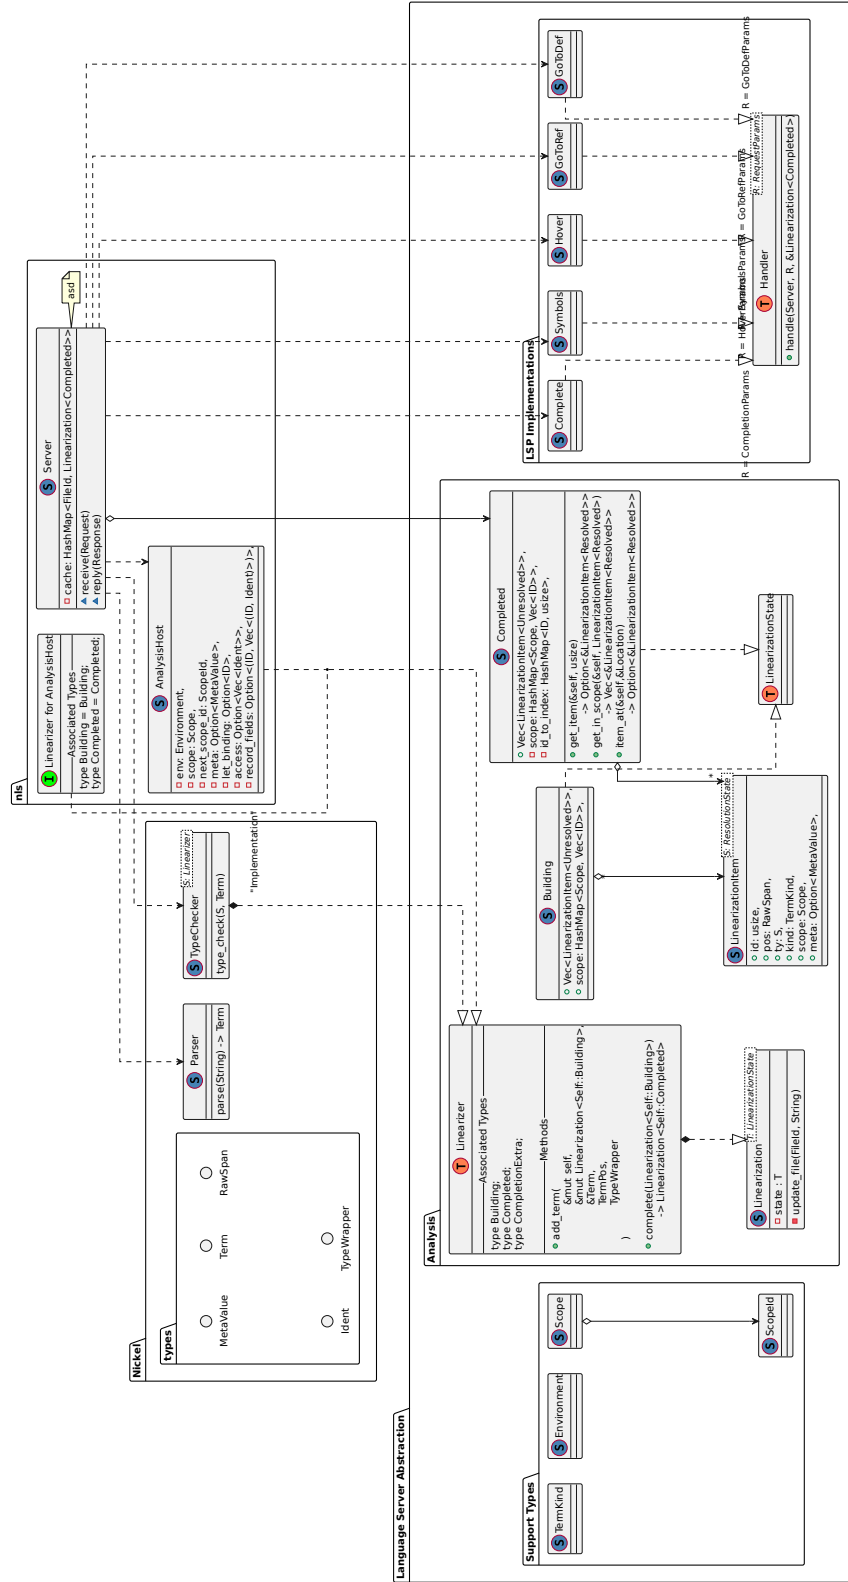 nls
I Linearizer for AnalysisHost
Associated Types
type Building = Building;
type Completed = Completed;
S Server
cache: HashMap<FileId, Linearization<Completed>>
receive(Request)
reply(Response)
asd
S AnalysisHost
env: Environment,
scope: Scope,
next_scope_id: ScopeId,
meta: Option<MetaValue>,
let_binding: Option<ID>,
access: Option<Vec<Ident>>,
record_fields: Option<(ID, Vec<(ID, Ident)>)>,
Nickel
types
MetaValue
Term
RawSpan
Ident
TypeWrapper
S Parser
parse(String) -> Term
S TypeChecker
S: Linearizer
type_check(S, Term)
"Implementation"
Language Server Abstraction
Support Types
S TermKind
S Environment
S Scope
S ScopeId
Analysis
T Linearizer
Associated Types
type Building;
type Completed;
type CompletionExtra;
Methods
add_term(
&mut self,
&mut Linearization<Self::Building>,
&Term,
TermPos,
TypeWrapper
)
complete(Linearization<Self::Building>)
-> Linearization<Self::Completed>
S Linearization
T: LinearizationState
state : T
update_file(FileId, String)
S Building
Vec<LinearizationItem<Unresolved>>,
scope: HashMap<Scope, Vec<ID>>,
S Completed
Vec<LinearizationItem<Unresolved>>,
scope: HashMap<Scope, Vec<ID>>,
id_to_index: HashMap<ID, usize>,
get_item(&self, usize)
-> Option<&LinearizationItem<Resolved>>
get_in_scope(&self, LinearizationItem<Resolved>)
-> Vec<&LinearizationItem<Resolved>>
item_at(&self,&Location)
-> Option<&LinearizationItem<Resolved>>
*
S LinearizationItem
S: ResolutionState
id: usize,
pos: RawSpan,
ty: S,
kind: TermKind,
scope: Scope,
meta: Option<MetaValue>,
T LinearizationState
LSP Implementations
S Complete
S Symbols
S Hover
S GoToRef
S GoToDef
T Handler
R: RequestParams
handle(Server, R, &Linearization<Completed>)
R = CompletionParams
R = GoToRefParams
R = GoToDefParams